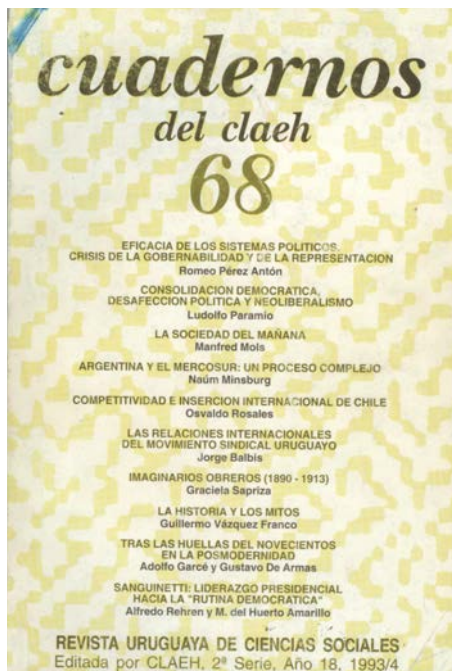 cuadernos
del claeh
68
EFICACIA DE LOS SISTEMAS POLITICOS.
CRISIS DE LA GOBERNABILIDAD Y DE LA REPRESENTACION
Romeo Pérez Antón
CONSOLIDACION DEMOCRATICA,
DESAFECCION POLITICA Y NEOLIBERALISMO
Ludolfo Paramio
LA SOCIEDAD DEL MAÑANA
Manfred Mols
ARGENTINA Y EL MERCOSUR: UN PROCESO COMPLEJO
Naúm Minsburg
COMPETITIVIDAD E INSERCION INTERNACIONAL DE CHILE
Osvaldo Rosales
LAS RELACIONES INTERNACIONALES
DEL MOVIMIENTO SINDICAL URUGUAYO
Jorge Balbis
IMAGINARIOS OBREROS (1890 - 1913)
Graciela Sapriza
LA HISTORIA Y LOS MITOS
Guillermo Vázquez Franco
TRAS LAS HUELLAS DEL NOVECIENTOS
EN LA POSMODERNIDAD
Adolfo Garcé y Gustavo De Armas
SANGUINETTI: LIDERAZGO PRESIDENCIAL
HACIA LA "RUTINA DEMOCRATICA"
Alfredo Rehren y M. del Huerto Amarillo
REVISTA URUGUAYA DE CIENCIAS SOCIALES
Editada por CLAEH, 2ª Serie, Año 18, 1993/4